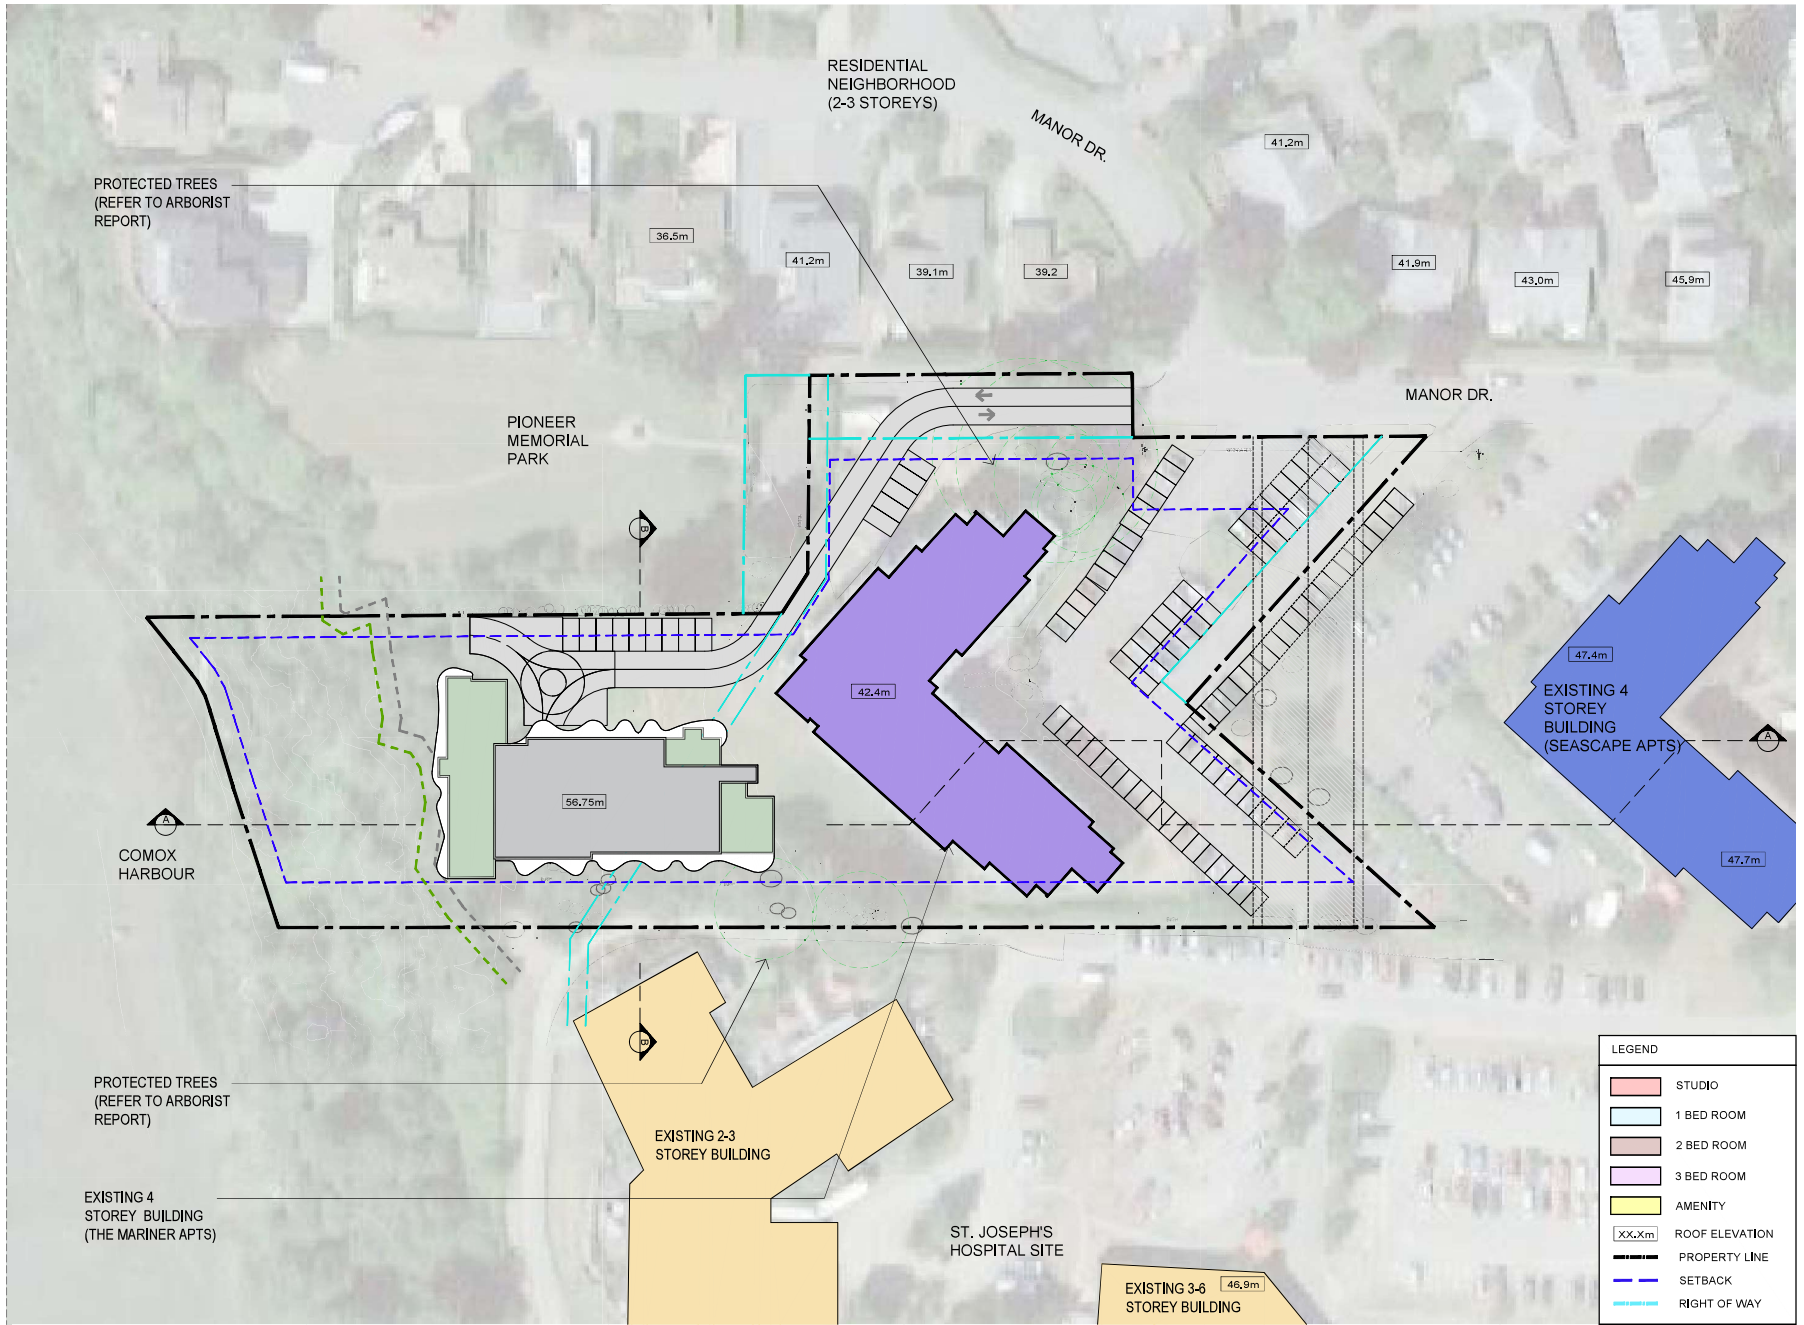 RESIDENTIAL
NEIGHBORHOOD
(2-3 STOREYS)
MANOR DR.
41.2m
PROTECTED TREES
(REFER TO ARBORIST
REPORT)
36.5m
41.2m
39.1m
39.2
41.9m
43.0m
45.9m
MANOR DR.
PIONEER
MEMORIAL
PARK
B
47.4m
42.4m
EXISTING 4
STOREY
BUILDING
(SEASCAPE APTS)
A
56.75m
A
COMOX
HARBOUR
47.7m
B
PROTECTED TREES
(REFER TO ARBORIST
REPORT)
EXISTING 2-3
STOREY BUILDING
EXISTING 4
STOREY BUILDING
(THE MARINER APTS)
ST. JOSEPH'S
HOSPITAL SITE
EXISTING 3-6
STOREY BUILDING
46.9m
LEGEND
STUDIO
1 BED ROOM
2 BED ROOM
3 BED ROOM
AMENITY
XX.Xm ROOF ELEVATION
PROPERTY LINE
SETBACK
RIGHT OF WAY